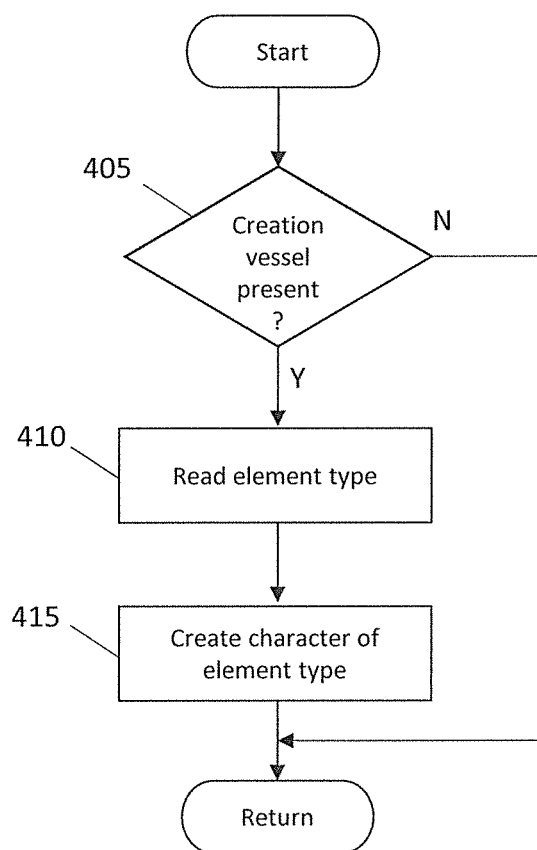 Start
405
Creation
vessel
present
?
N
Y
410
Read element type
415
Create character of
element type
Return